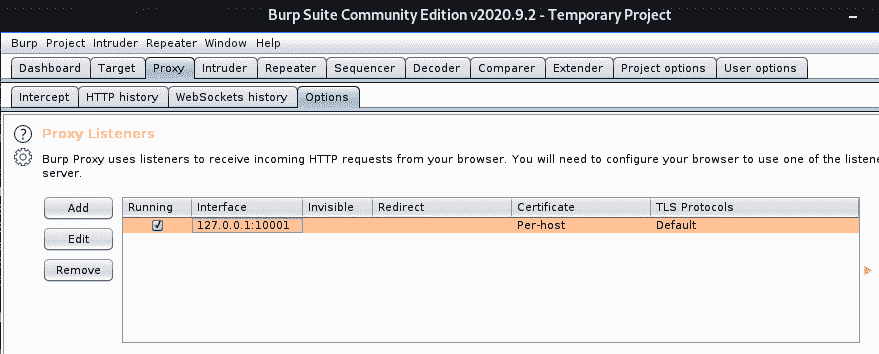 Burp Suite Community Edition v2020.9.2 - Temporary Project
Burp Project Intruder Repeater Window Help
Dashboard Target Proxy Intruder Repeater Sequencer Decoder Comparer Extender Project options User options
Intercept HTTP history WebSockets history Options
Proxy Listeners
Burp Proxy uses listeners to receive incoming HTTP requests from your browser. You will need to configure your browser to use one of the listene
server.
Add
Edit
Remove
Running Interface Invisible Redirect Certificate TLS Protocols
127.0.0.1:10001 Per-host Default